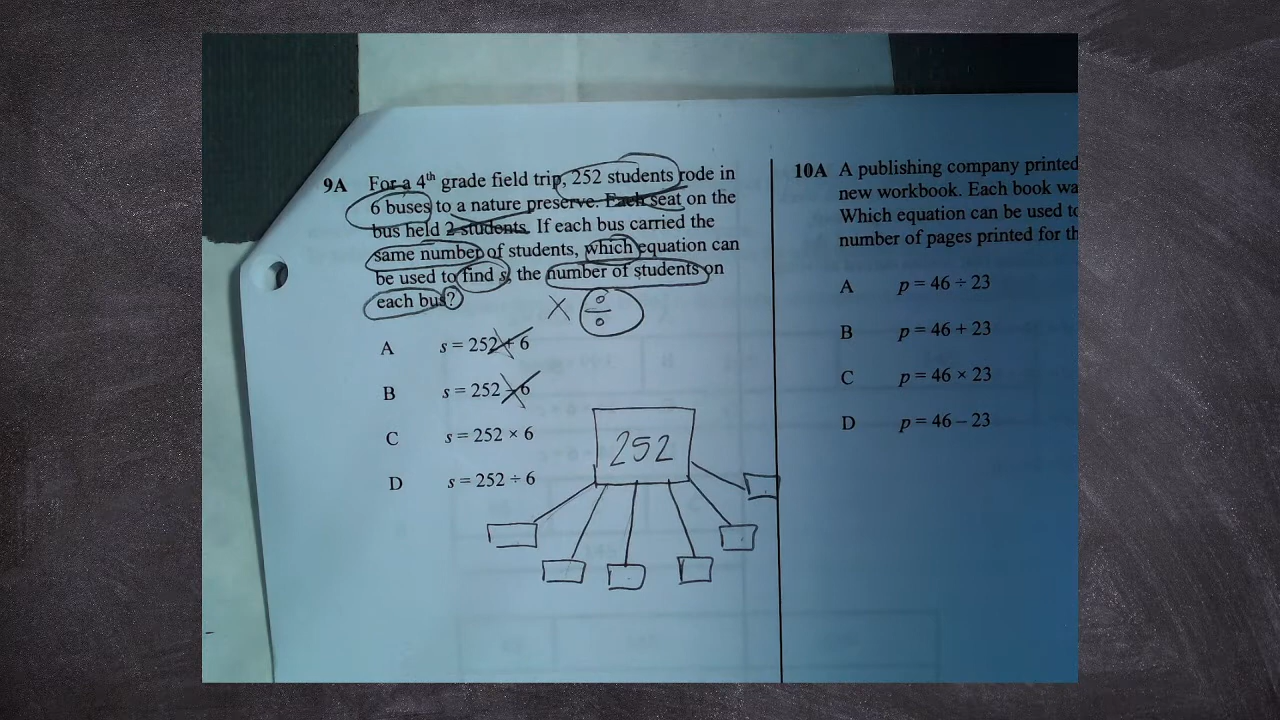 9A For a 4th grade field trip, 252 students rode in
6 buses to a nature preserve. Each seat on the
bus held 2 students. If each bus carried the
same number of students, which equation can
be used to find s, the number of students on
each bus?
× ÷
A s = 252 + 6
B s = 252 – 6
C s = 252 × 6
D s = 252 ÷ 6
252
10A A publishing company printed
new workbook. Each book wa
Which equation can be used to
number of pages printed for th
A p = 46 ÷ 23
B p = 46 + 23
C p = 46 × 23
D p = 46 – 23